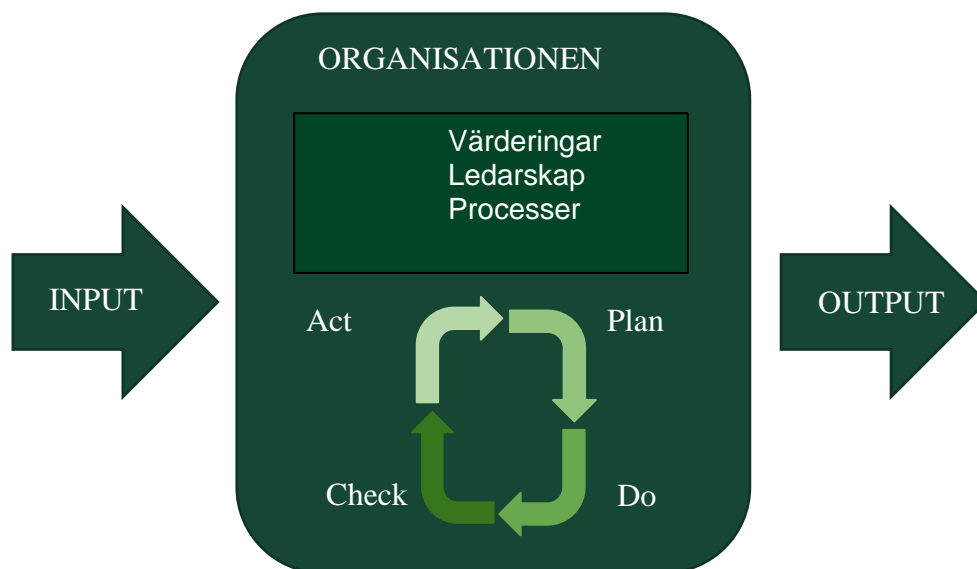 ORGANISATIONEN
Värderingar
Ledarskap
Processer
INPUT
OUTPUT
Act
Plan
Check
Do